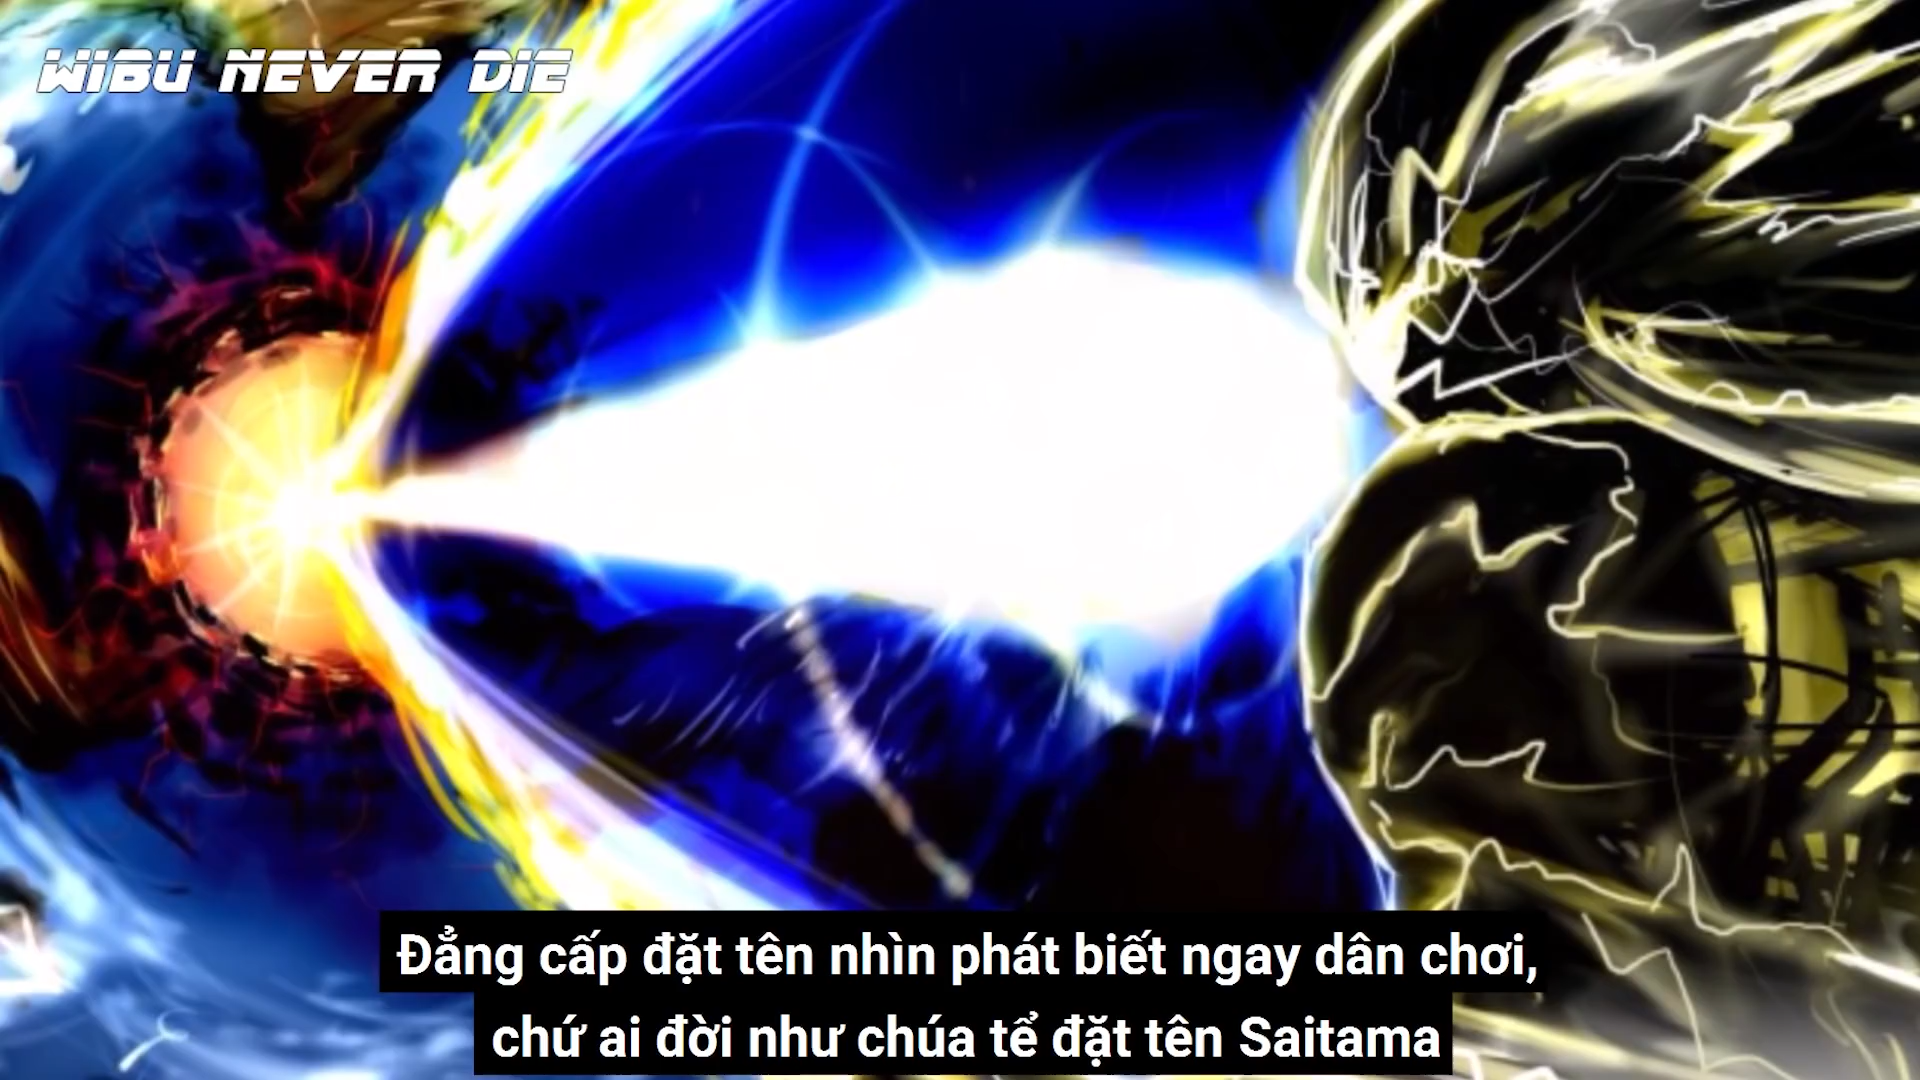 WIBU NEVER DIE
Đẳng cấp đặt tên nhìn phát biết ngay dân chơi,
chứ ai đời như chúa tể đặt tên Saitama